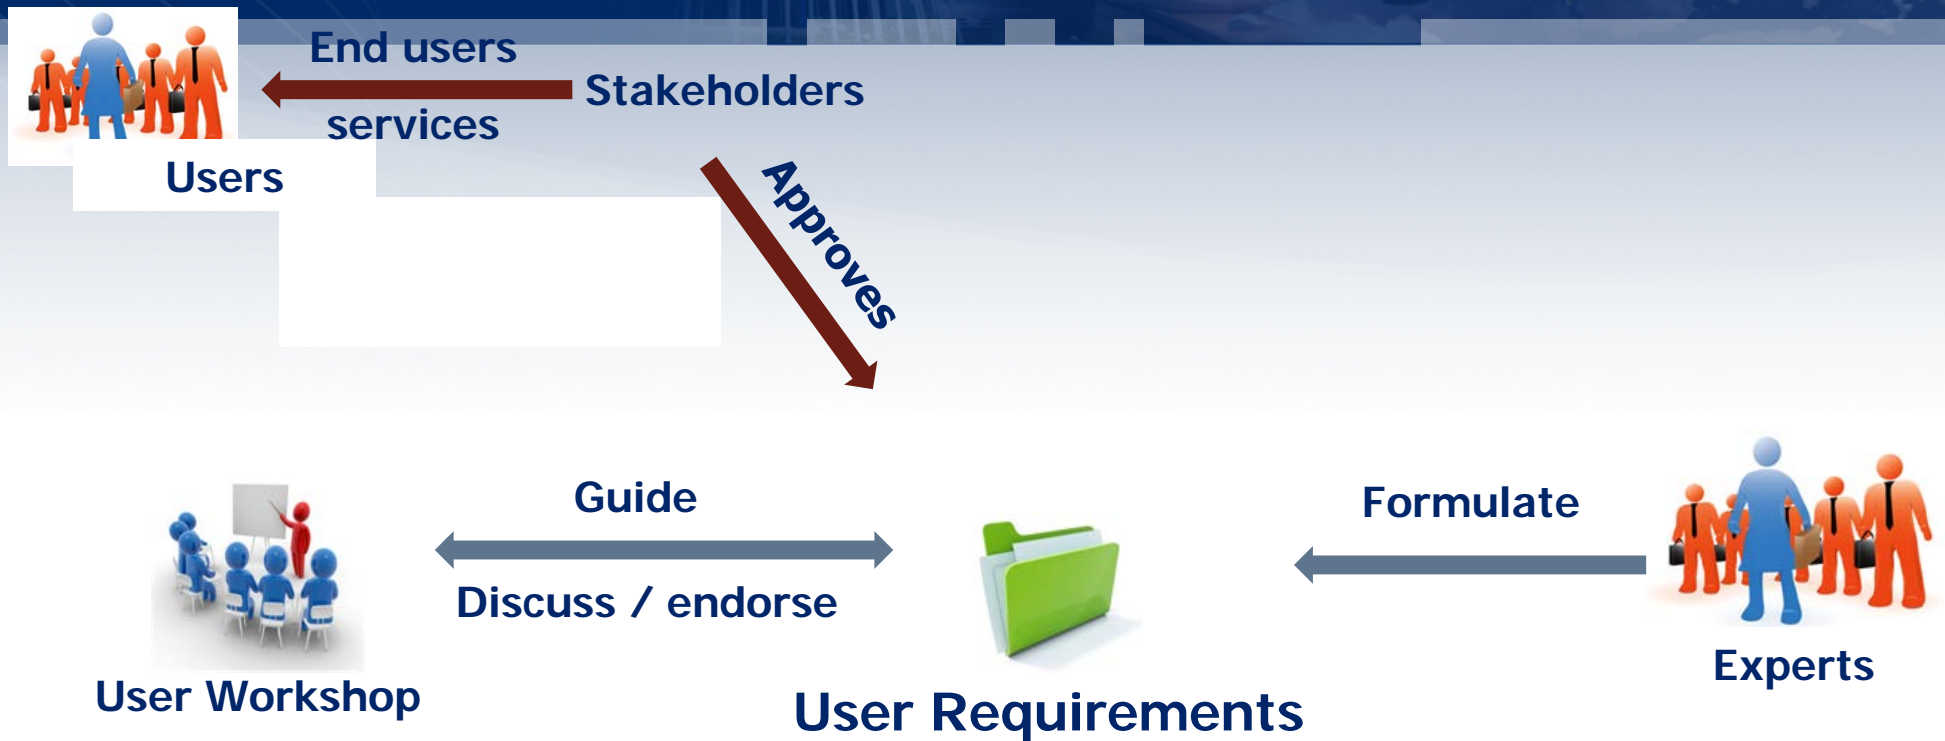 End users
Stakeholders
services
Users
Approves
Guide
Formulate
Discuss / endorse
Experts
User Workshop
User Requirements